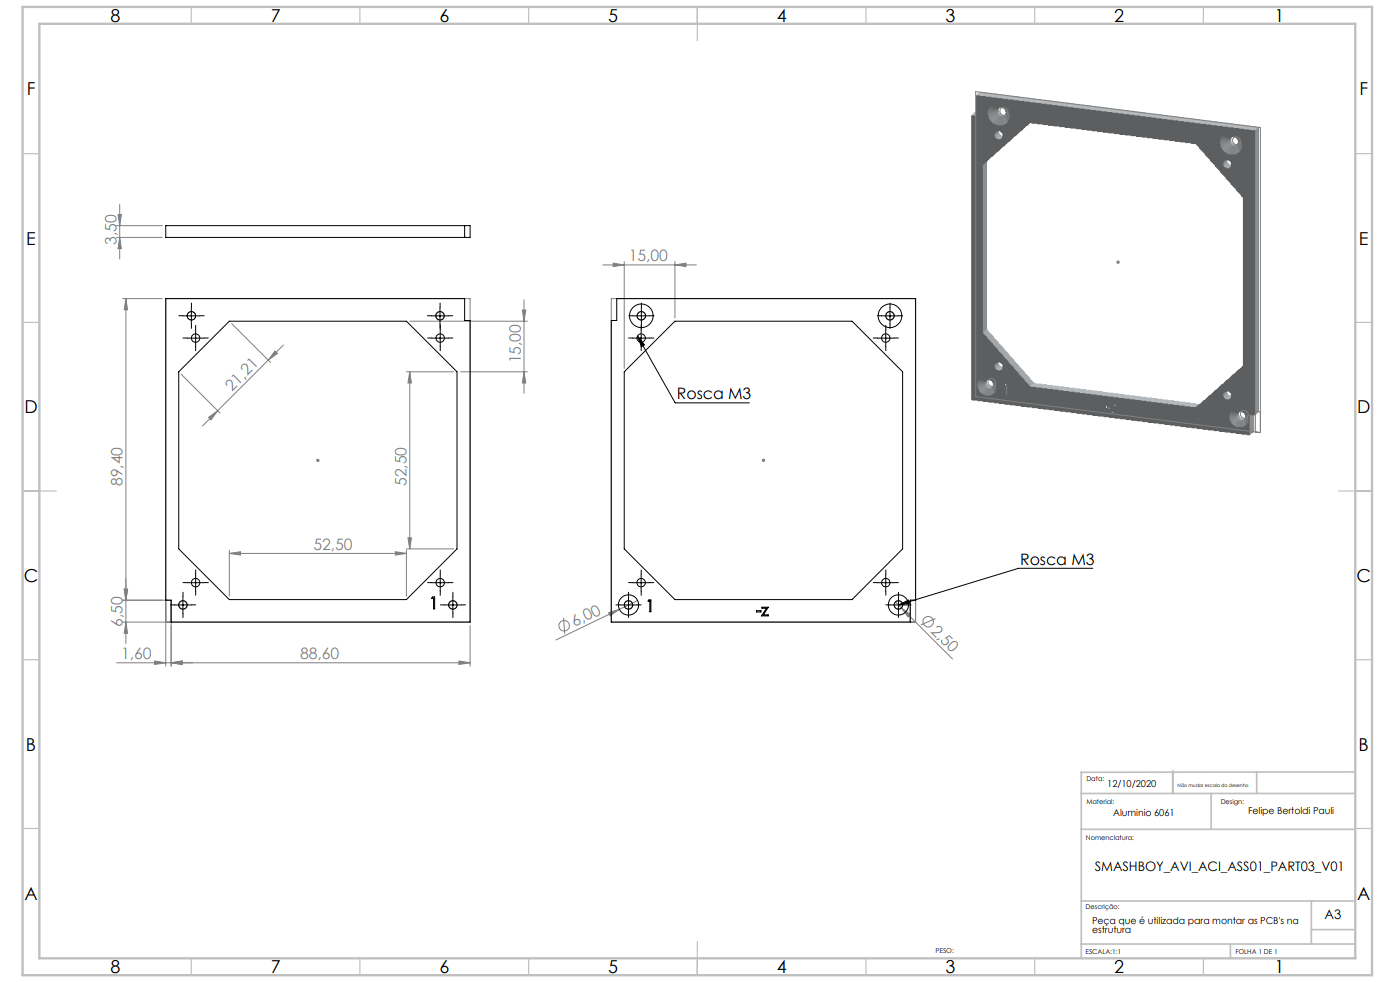 8 7 6 5 4 3 2 1
F F
E E
D D
C C
B B
A A
3,50
15,00
21,21
89,40
52,50
52,50
15,00
6,50
1,60
88,60
1
Rosca M3
Rosca M3
Ø6,00
1
-Z
Ø2,50
Data: 12/10/2020
Não mudar escala do desenho
Material:
Aluminio 6061
Design:
Felipe Bertoldi Pauli
Nomenclatura:
SMASHBOY_AVI_ACI_ASS01_PART03_V01
Descrição:
Peça que é utilizada para montar as PCB's na
estrutura
A3
PESO:
ESCALA:1:1
FOLHA 1 DE 1
8 7 6 5 4 3 2 1